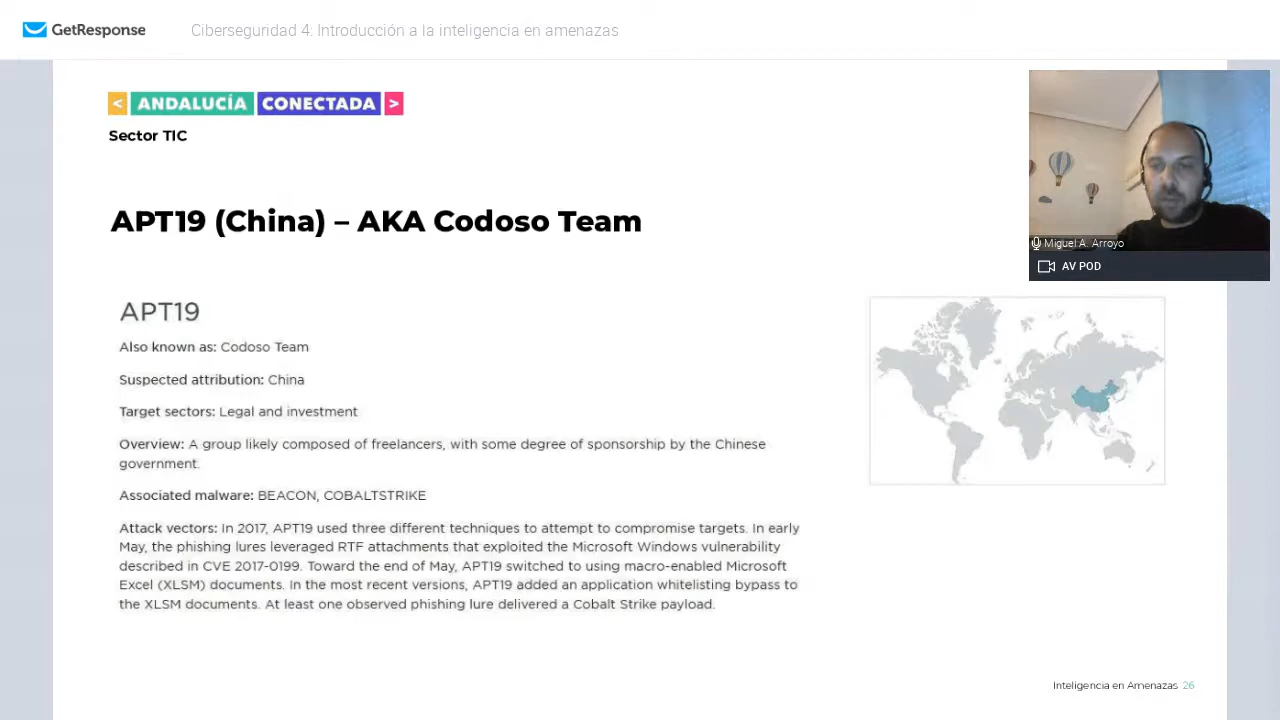 GetResponse
Ciberseguridad 4: Introducción a la inteligencia en amenazas
< ANDALUCÍA CONECTADA >
Sector TIC
Miguel A. Arroyo
AV POD
APT19 (China) – AKA Codoso Team
APT19
Also known as: Codoso Team
Suspected attribution: China
Target sectors: Legal and investment
Overview: A group likely composed of freelancers, with some degree of sponsorship by the Chinese
government.
Associated malware: BEACON, COBALTSTRIKE
Attack vectors: In 2017, APT19 used three different techniques to attempt to compromise targets. In early
May, the phishing lures leveraged RTF attachments that exploited the Microsoft Windows vulnerability
described in CVE 2017-0199. Toward the end of May, APT19 switched to using macro-enabled Microsoft
Excel (XLSM) documents. In the most recent versions, APT19 added an application whitelisting bypass to
the XLSM documents. At least one observed phishing lure delivered a Cobalt Strike payload.
Inteligencia en Amenazas 26